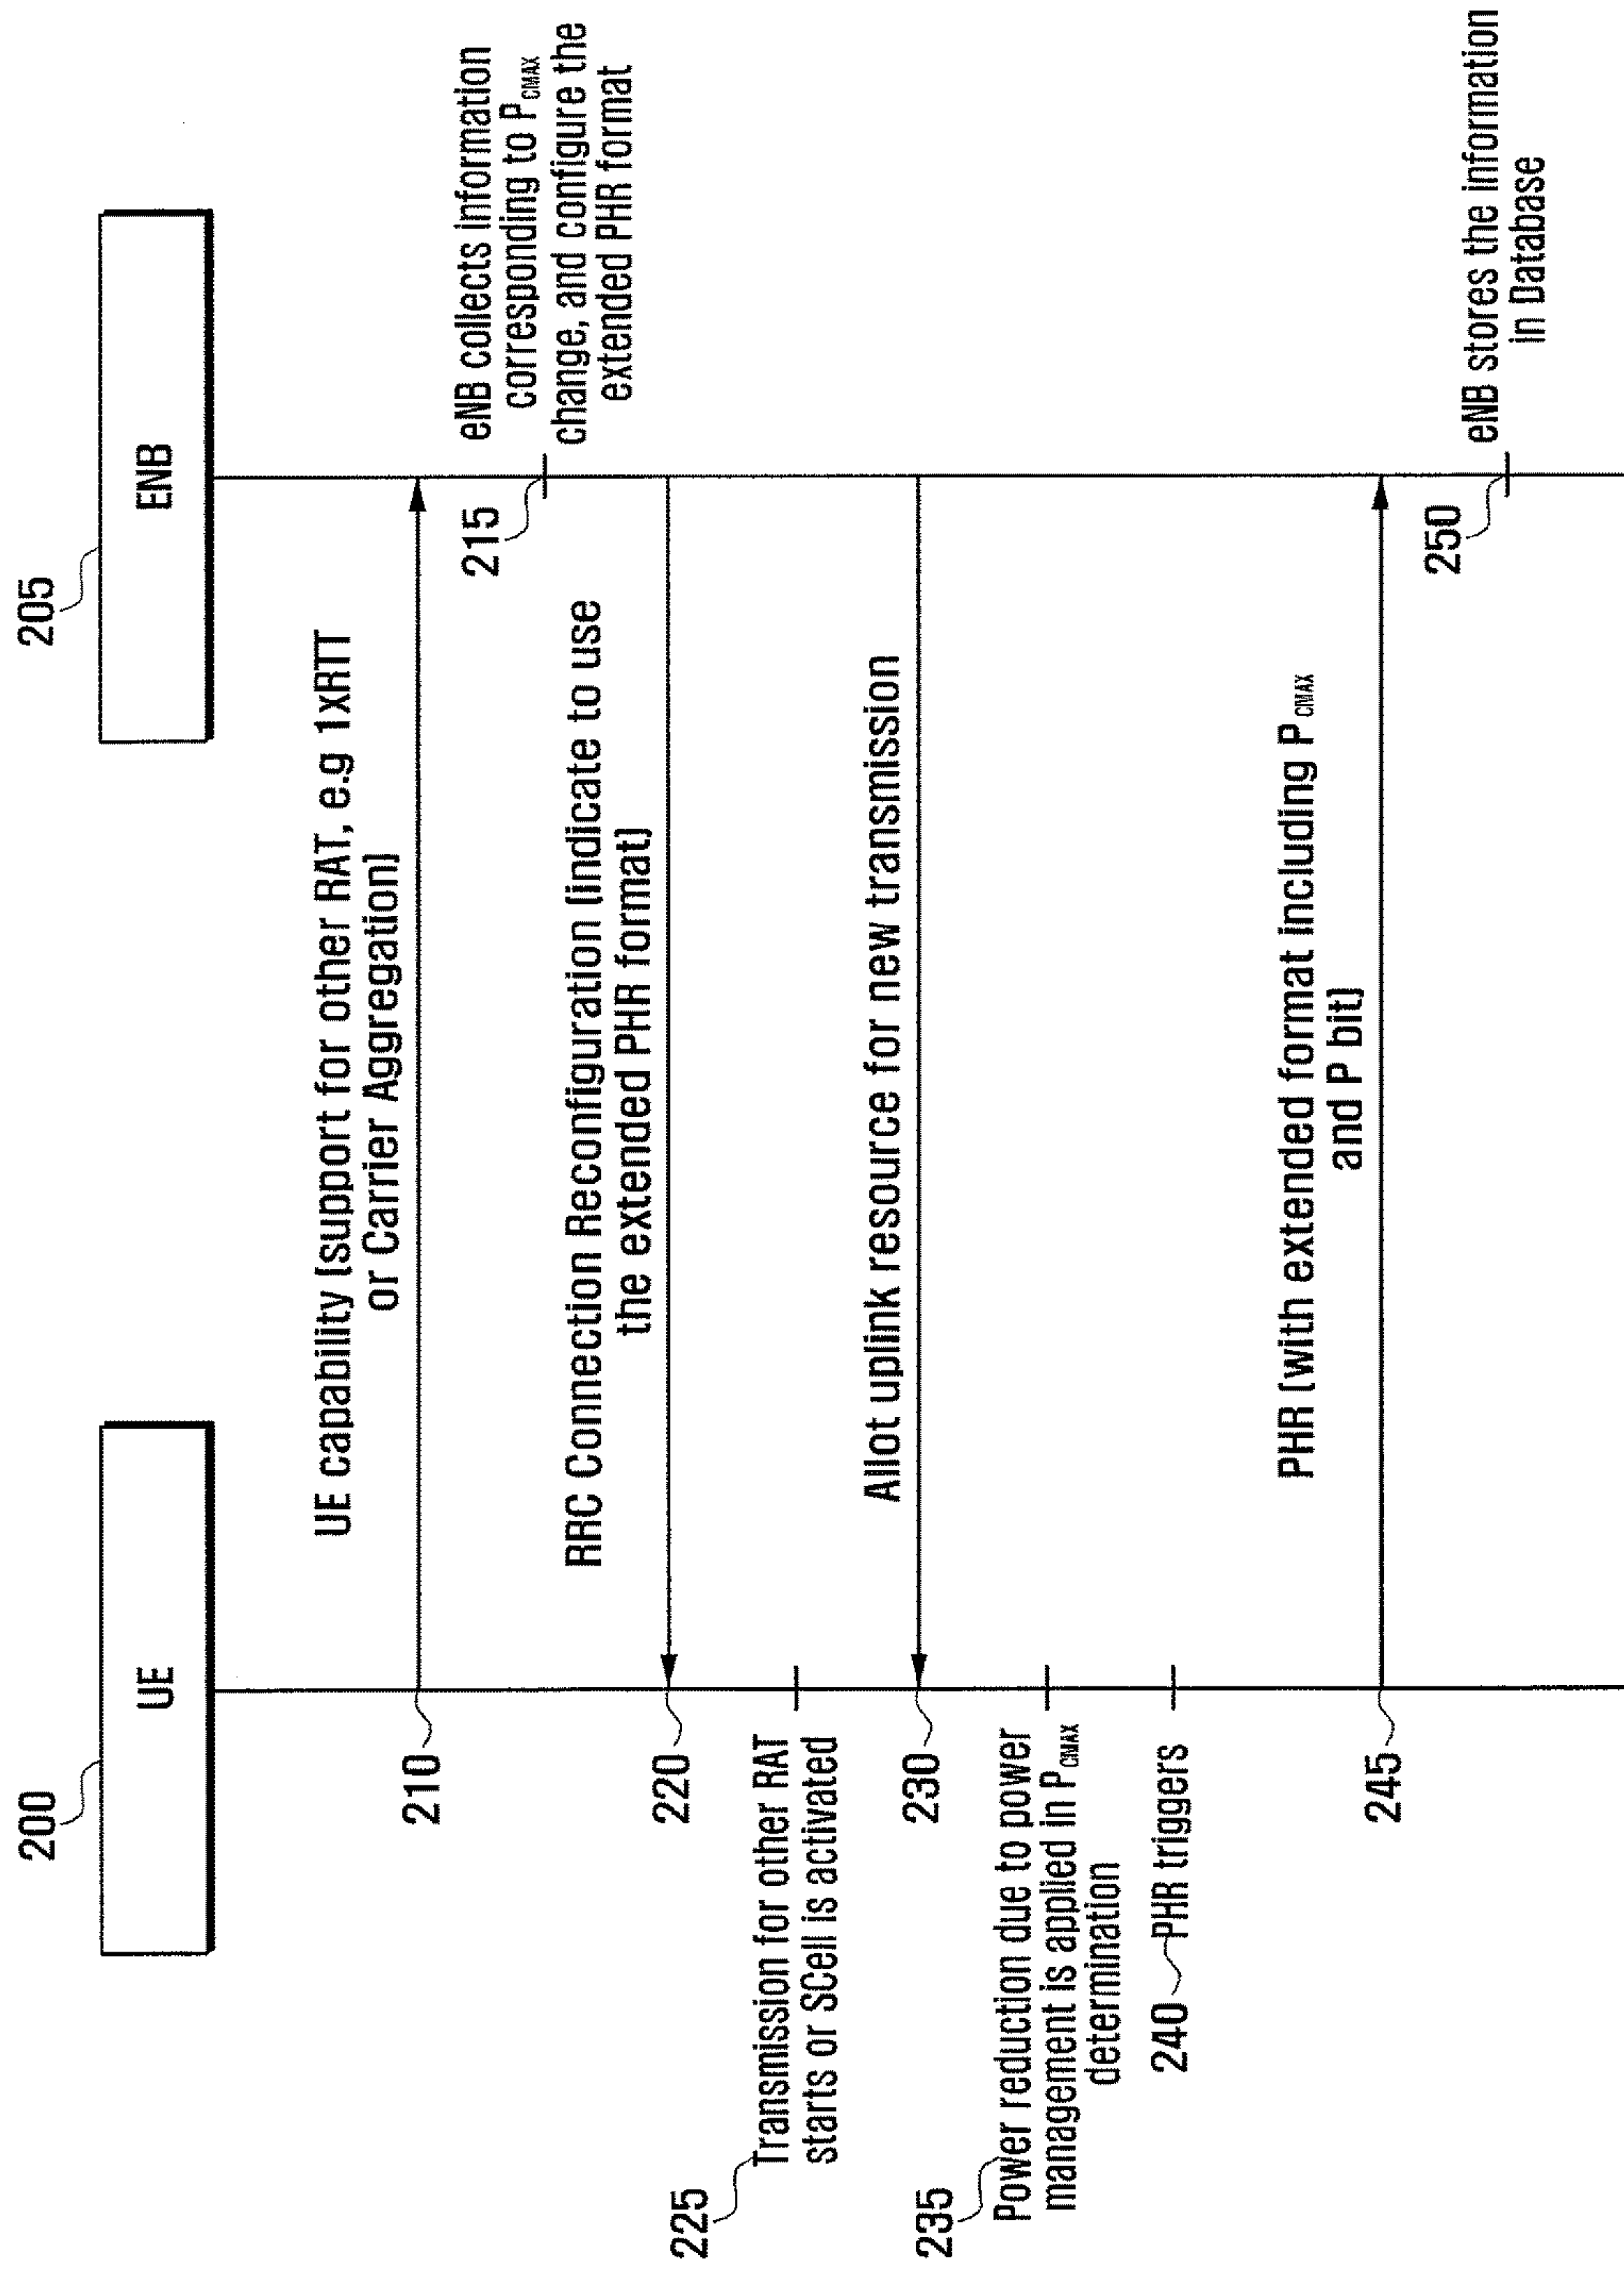 200
UE
205
ENB
UE capability (support for other RAT, e.g 1xRTT
or Carrier Aggregation)
210
eNB collects information
corresponding to PCMAX
change, and configure the
extended PHR format
215
RRC Connection Reconfiguration (indicate to use
the extended PHR format)
220
225
Transmission for other RAT
starts or SCell is activated
Allot uplink resource for new transmission
230
235
Power reduction due to power
management is applied in PCMAX
determination
240
PHR triggers
PHR (with extended format including PCMAX
and P bit)
245
250
eNB stores the information
in Database